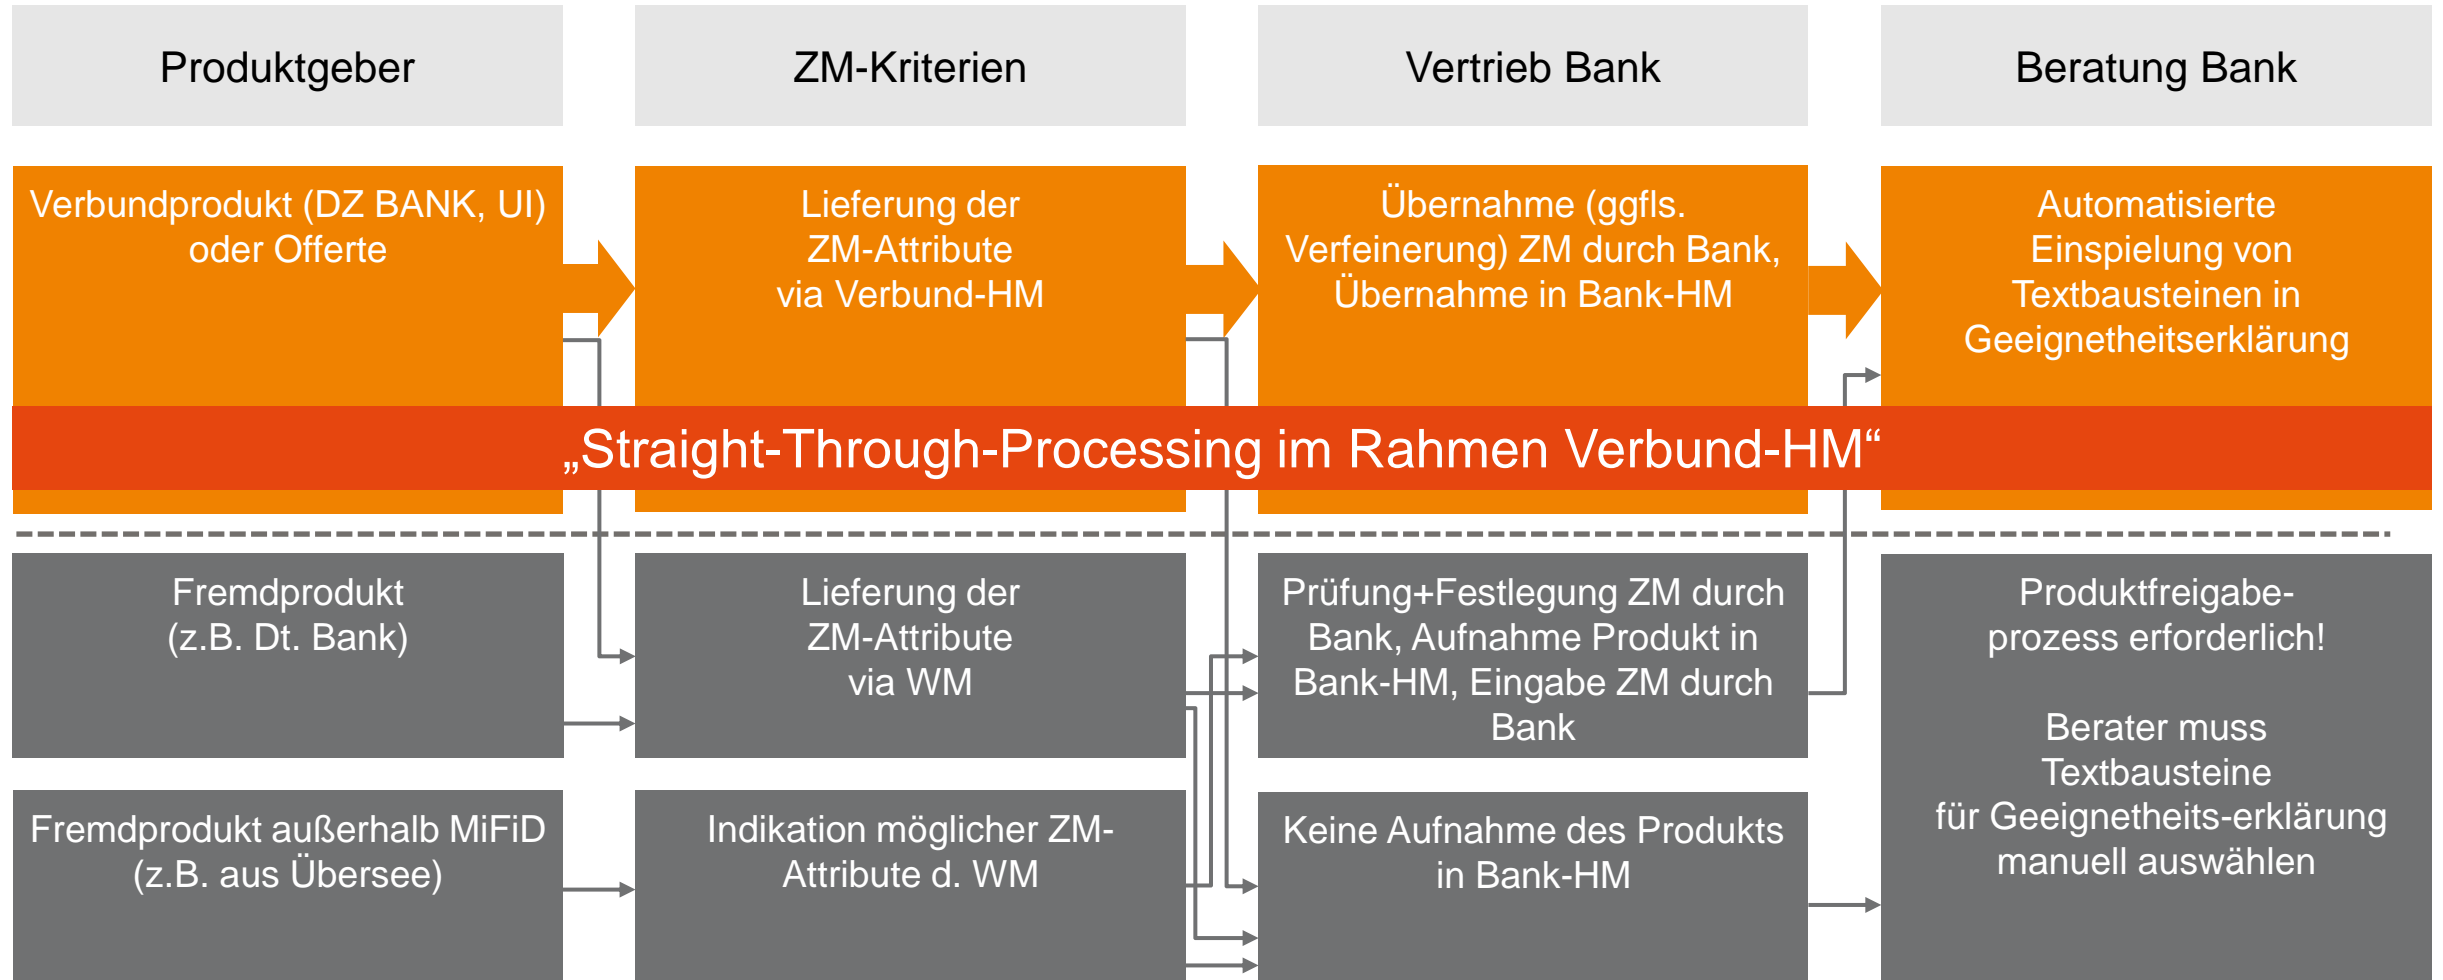 Produktgeber
ZM-Kriterien
Vertrieb Bank
Beratung Bank
Verbundprodukt (DZ BANK, UI)
oder Offerte
Lieferung der
ZM-Attribute
via Verbund-HM
Übernahme (ggfls.
Verfeinerung) ZM durch Bank,
Übernahme in Bank-HM
Automatisierte
Einspielung von
Textbausteinen in
Geeignetheitserklärung
„Straight-Through-Processing im Rahmen Verbund-HM“
Fremdprodukt
(z.B. Dt. Bank)
Lieferung der
ZM-Attribute
via WM
Prüfung+Festlegung ZM durch
Bank, Aufnahme Produkt in
Bank-HM, Eingabe ZM durch
Bank
Produktfreigabe-
prozess erforderlich!
Berater muss
Textbausteine
für Geeignetheits-erklärung
manuell auswählen
Fremdprodukt außerhalb MiFiD
(z.B. aus Übersee)
Indikation möglicher ZM-
Attribute d. WM
Keine Aufnahme des Produkts
in Bank-HM